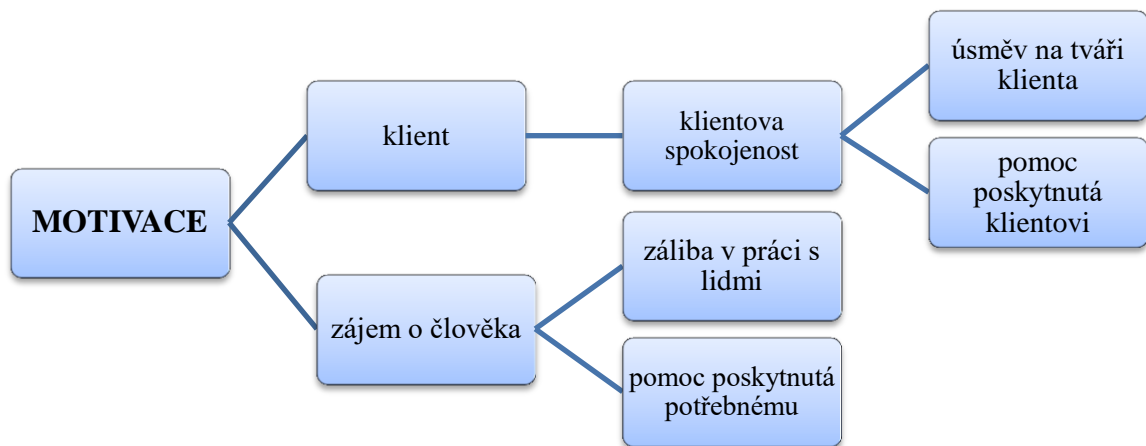 MOTIVACE
klient
klientova
spokojenost
úsměv na tváři
klienta
pomoc
poskytnutá
klientovi
zájem o člověka
záliba v práci s
lidmi
pomoc poskytnutá
potřebnému